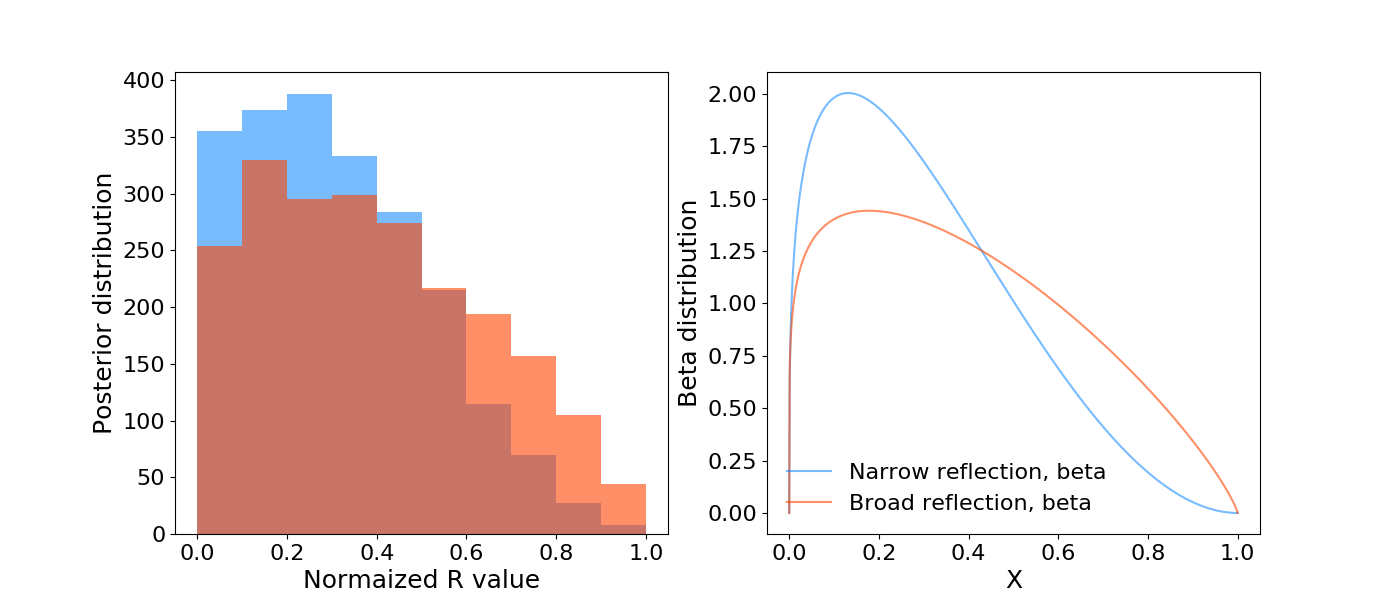 400
350
300
250
200
150
100
50
0
0.0 0.2 0.4 0.6 0.8 1.0
Normaized R value
Posterior distribution
2.00
1.75
1.50
1.25
1.00
0.75
0.50
0.25
0.00
0.0 0.2 0.4 0.6 0.8 1.0
X
Beta distribution
Narrow reflection, beta
Broad reflection, beta